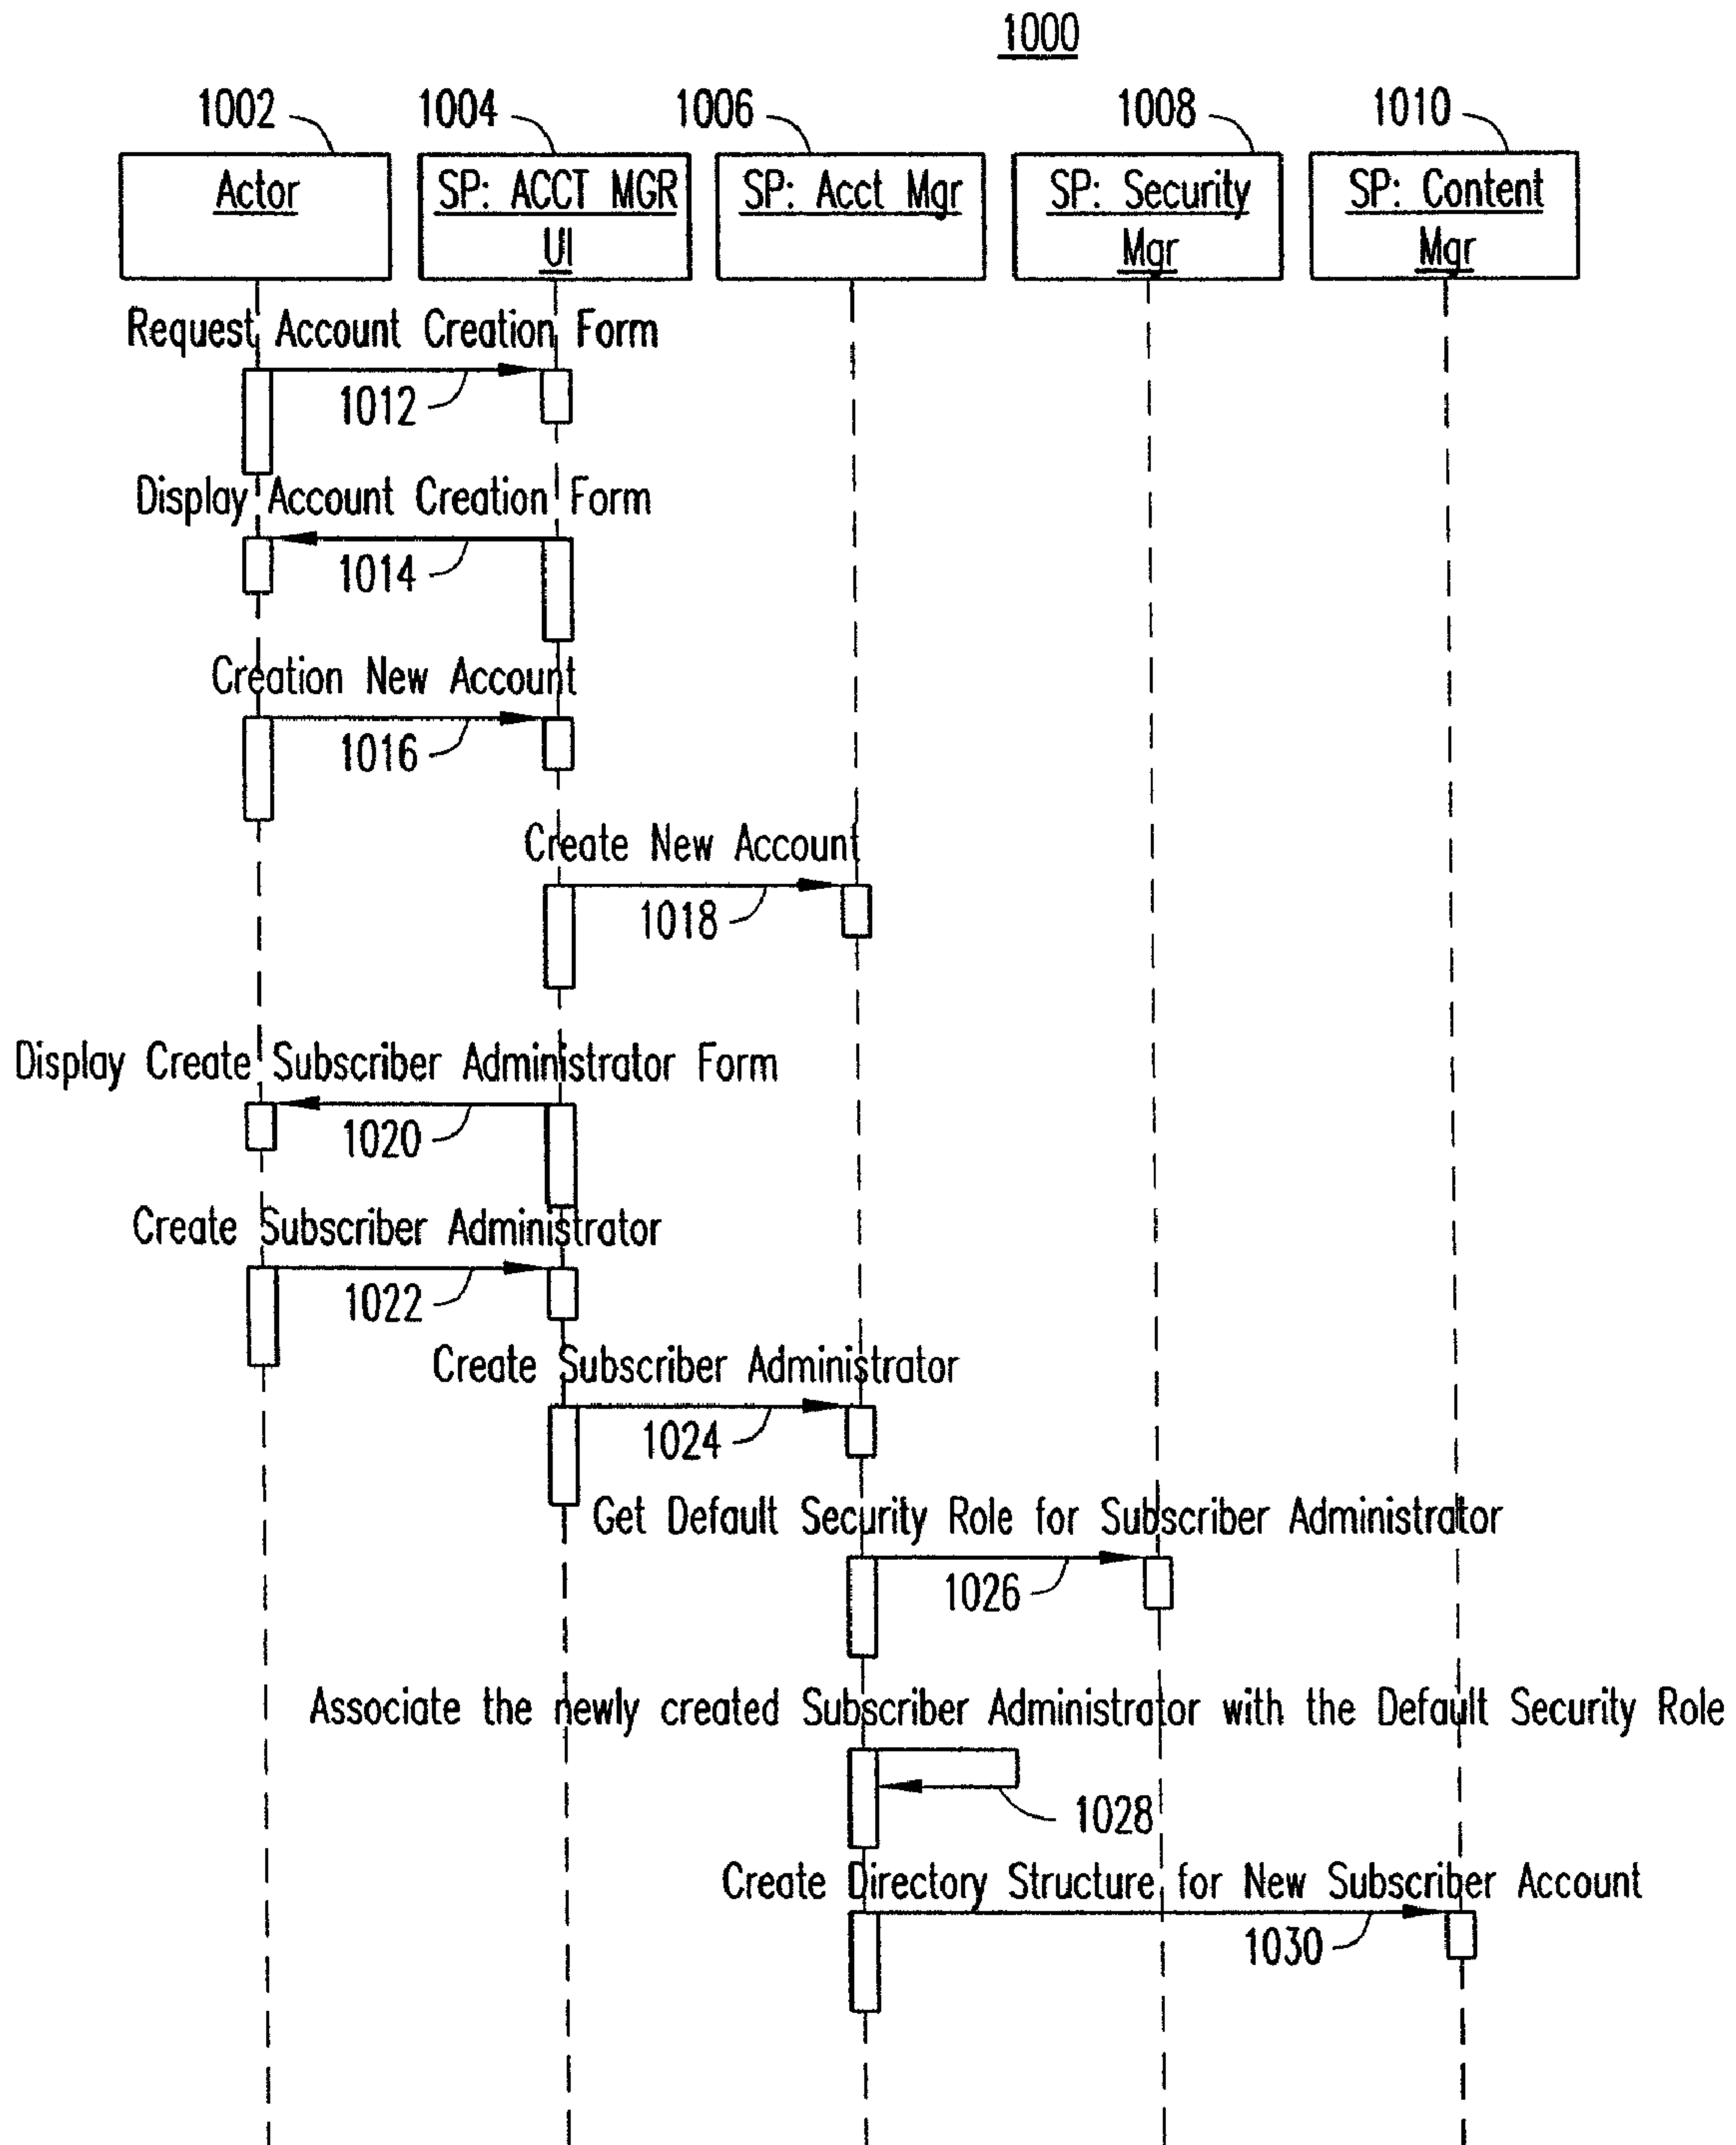 1000
1002
1004
1006
1008
1010
Actor
SP: ACCT MGR
UI
SP: Acct Mgr
SP: Security
Mgr
SP: Content
Mgr
Request Account Creation Form
1012
Display Account Creation Form
1014
Creation New Account
1016
Create New Account
1018
Display Create Subscriber Administrator Form
1020
Create Subscriber Administrator
1022
Create Subscriber Administrator
1024
Get Default Security Role for Subscriber Administrator
1026
Associate the newly created Subscriber Administrator with the Default Security Role
1028
Create Directory Structure for New Subscriber Account
1030